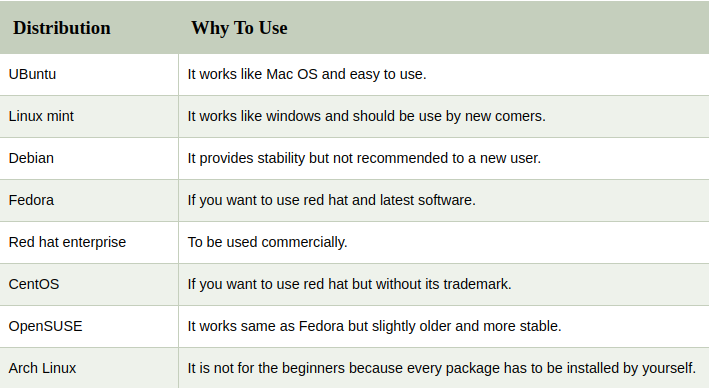 Distribution Why To Use
UBuntu It works like Mac OS and easy to use.
Linux mint It works like windows and should be use by new comers.
Debian It provides stability but not recommended to a new user.
Fedora If you want to use red hat and latest software.
Red hat enterprise To be used commercially.
CentOS If you want to use red hat but without its trademark.
OpenSUSE It works same as Fedora but slightly older and more stable.
Arch Linux It is not for the beginners because every package has to be installed by yourself.